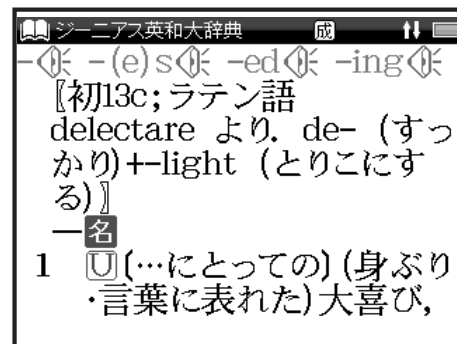 ジーニアス英和大辞典 成
- -(e)s -ed -ing
〖初13c;ラテン語
delectare より. de- (すっ
かり)+-light (とりこにす
る)〗
―名
1 Ⓤ(…にとっての)(身ぶり
・言葉に表れた)大喜び,